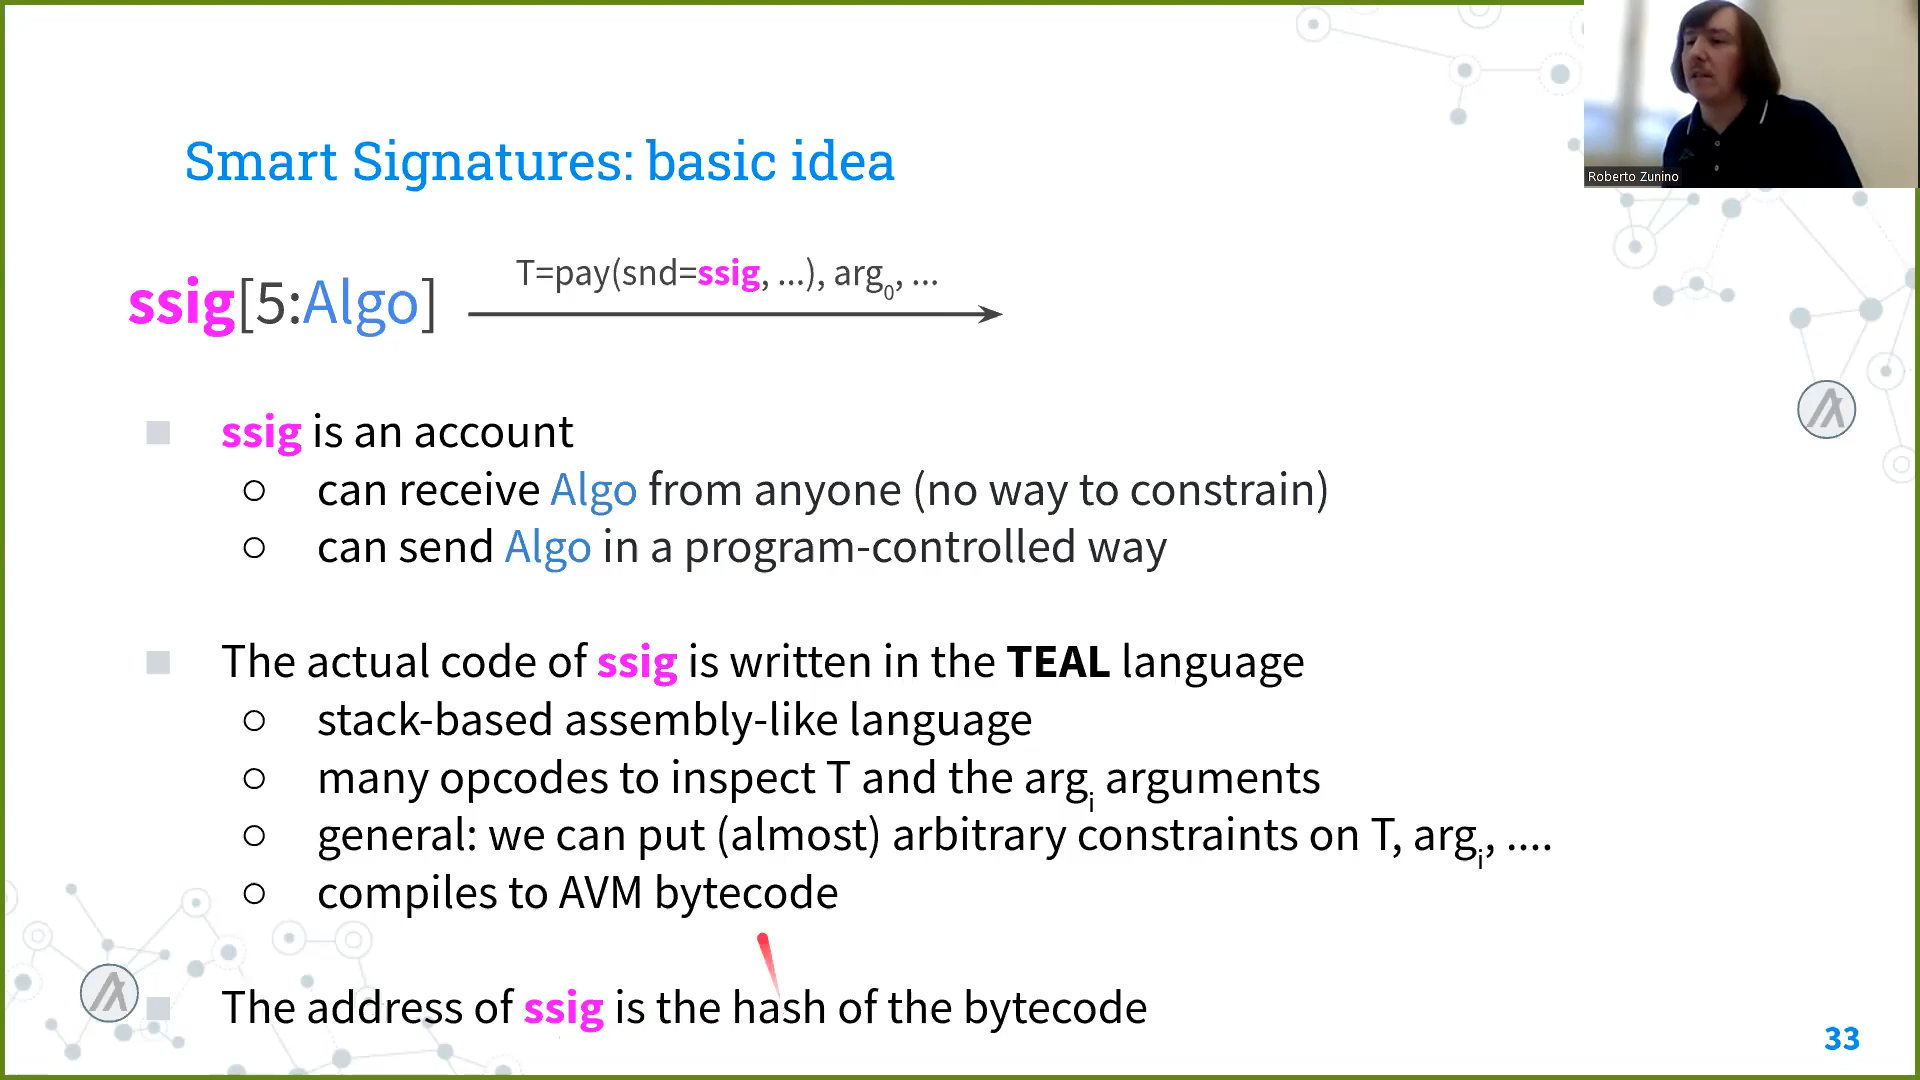 Roberto Zunino
Smart Signatures: basic idea
T=pay(snd=ssig, ...), arg0, ...
ssig[5:Algo]
ssig is an account
can receive Algo from anyone (no way to constrain)
can send Algo in a program-controlled way
The actual code of ssig is written in the TEAL language
stack-based assembly-like language
many opcodes to inspect T and the argi arguments
general: we can put (almost) arbitrary constraints on T, argi, ....
compiles to AVM bytecode
The address of ssig is the hash of the bytecode
33